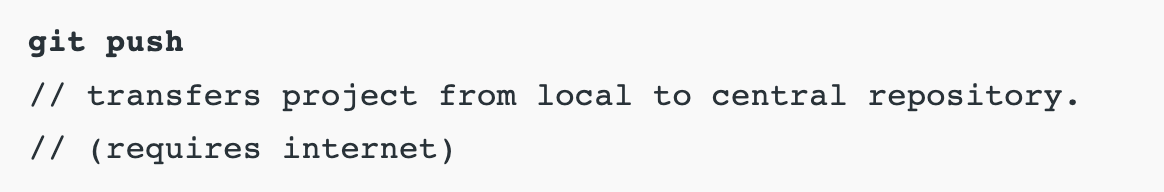 git push
// transfers project from local to central repository.
// (requires internet)